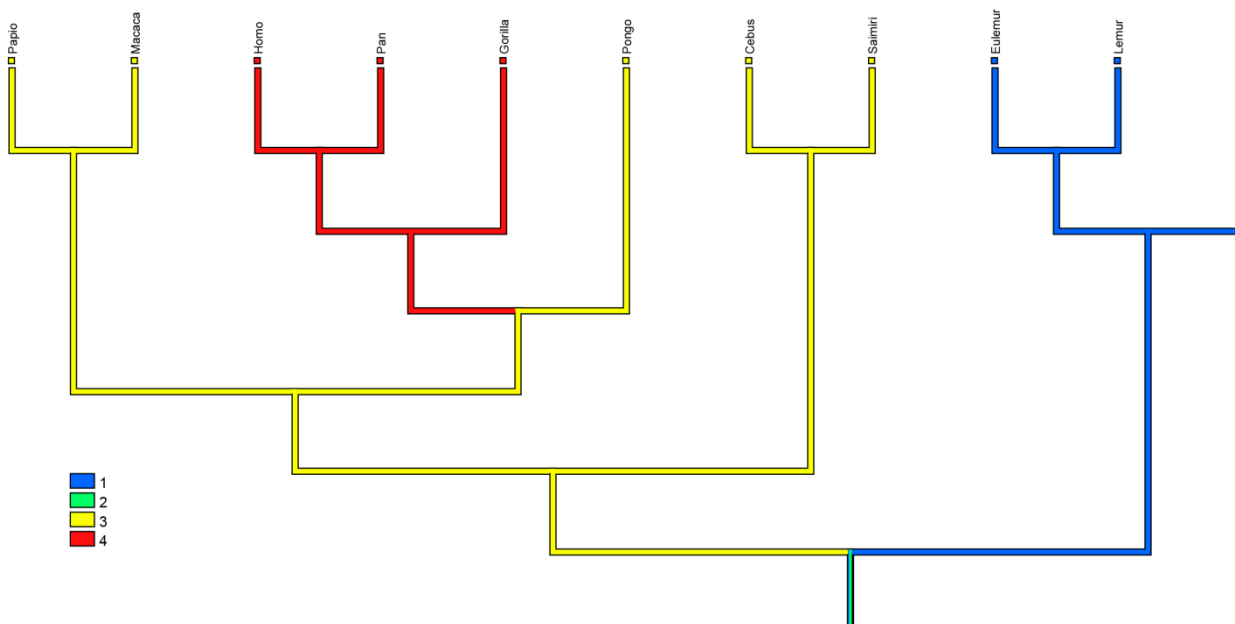 Papio
Macaca
Homo
Pan
Gorilla
Pongo
Cebus
Saimiri
Eulemur
Lemur
1
2
3
4